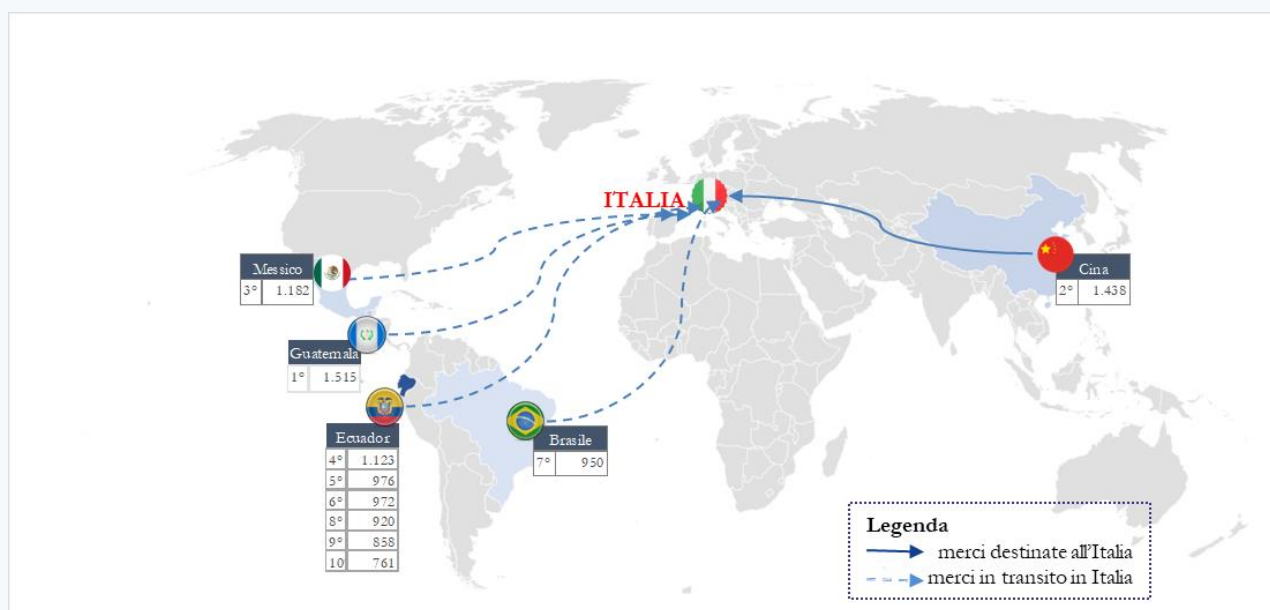 ITALIA
Messico
3° 1.182
Cina
2° 1.438
Guatemala
1° 1.515
Ecuador
4° 1.123
5° 976
6° 972
8° 920
9° 858
10 761
Brasile
7° 950
Legenda
merci destinate all'Italia
merci in transito in Italia